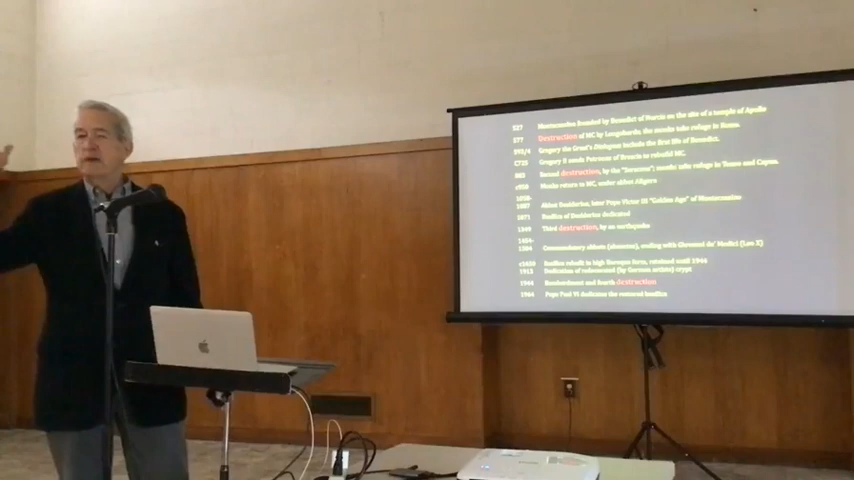 527 Montecassino founded by Benedict of Nursia on the site of a temple of Apollo
577 Destruction of MC by Longobards, the monks take refuge in Rome.
593/4 Gregory the Great's Dialogues include the first life of Benedict.
C725 Gregory II sends Petronax of Brescia to rebuild MC.
883 Second destruction, by the "Saracens"; monks take refuge in Teano and Capua.
c950 Monks return to MC, under abbot Aligern
1058-
1087 Abbot Desiderius, later Pope Victor III "Golden Age" of Montecassino
1071 Basilica of Desiderius dedicated
1349 Third destruction, by an earthquake
1504 Commendatory abbots (absentee), ending with Giovanni de' Medici (Leo X)
Basilica rebuilt in high Baroque form, remained until 1944
1913 Dedication of redecorated (by German artists) crypt
1944 Bombardment and fourth destruction
1964 Pope Paul VI dedicates the restored basilica